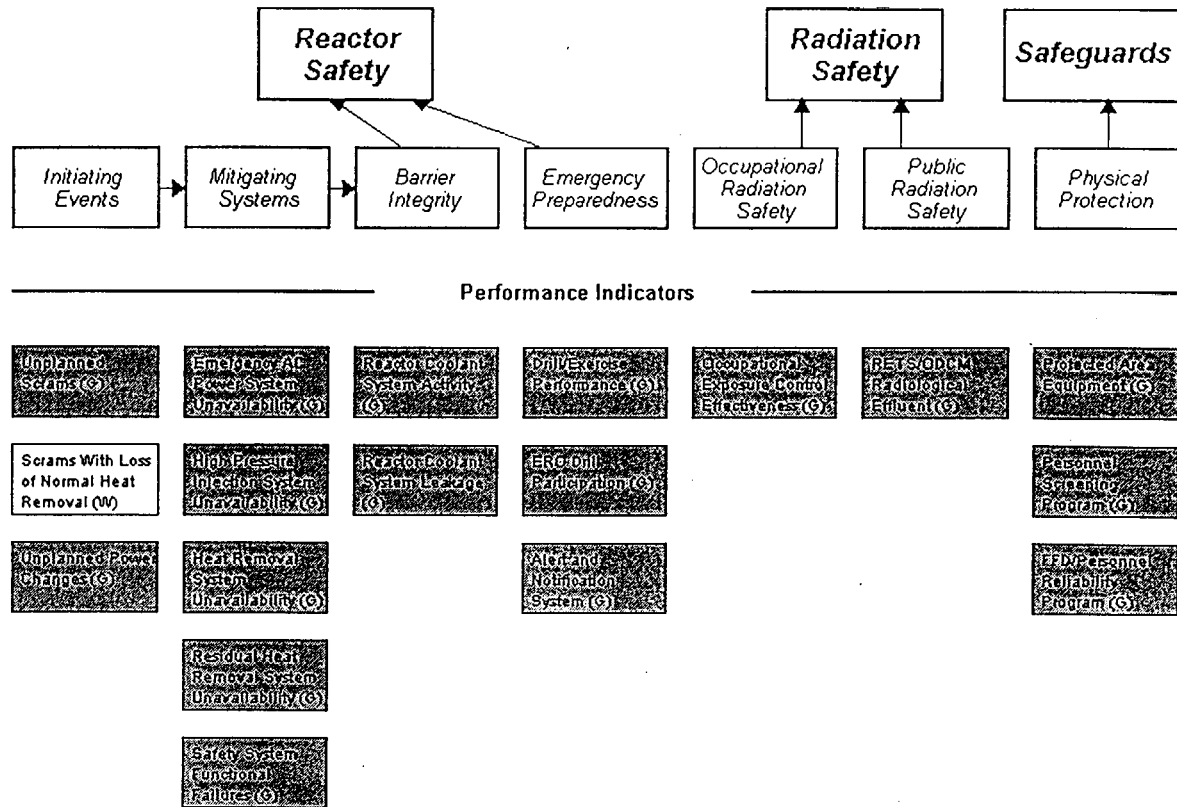 Reactor
Safety
Radiation
Safety
Safeguards
Initiating
Events
Mitigating
Systems
Barrier
Integrity
Emergency
Preparedness
Occupational
Radiation
Safety
Public
Radiation
Safety
Physical
Protection
Performance Indicators
Unplanned
Scrams (G)
Emergency AC
Power System
Unavailability (G)
Reactor Coolant
System Activity
(G)
Drill/Exercise
Performance (G)
Occupational
Exposure Control
Effectiveness (G)
RETS/ODCM
Radiological
Effluent (G)
Protected Area
Equipment (G)
Scrams With Loss
of Normal Heat
Removal (W)
High Pressure
Injection System
Unavailability (G)
Reactor Coolant
System Leakage
(G)
ERO Drill
Participation (G)
Personnel
Screening
Program (G)
Unplanned Power
Changes (G)
Heat Removal
System
Unavailability (G)
Alert and
Notification
System (G)
FFD/Personnel
Reliability
Program (G)
Residual Heat
Removal System
Unavailability (G)
Safety System
Functional
Failures (G)